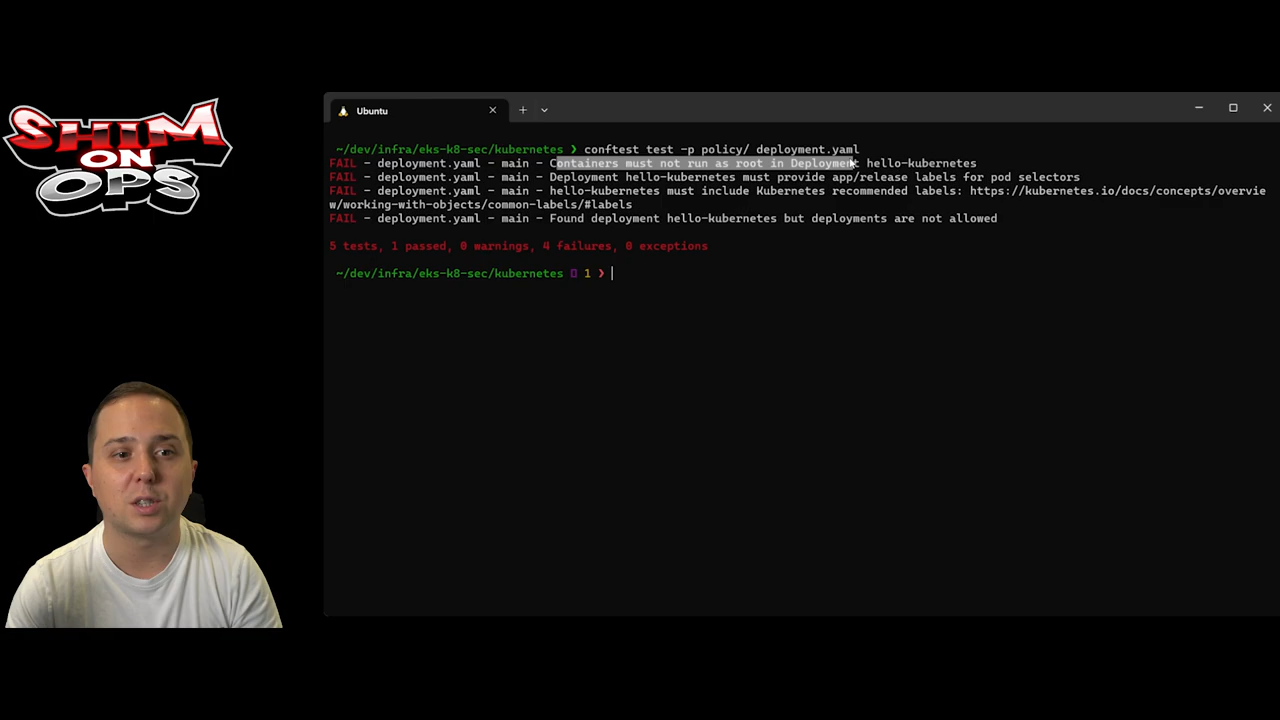 SHIM
ON
OPS
Ubuntu
~/dev/infra/eks-k8-sec/kubernetes ❯ conftest test -p policy/ deployment.yaml
FAIL - deployment.yaml - main - Containers must not run as root in Deployment hello-kubernetes
FAIL - deployment.yaml - main - Deployment hello-kubernetes must provide app/release labels for pod selectors
FAIL - deployment.yaml - main - hello-kubernetes must include Kubernetes recommended labels: https://kubernetes.io/docs/concepts/overvie
w/working-with-objects/common-labels/#labels
FAIL - deployment.yaml - main - Found deployment hello-kubernetes but deployments are not allowed
5 tests, 1 passed, 0 warnings, 4 failures, 0 exceptions
~/dev/infra/eks-k8-sec/kubernetes ▯ 1 ❯